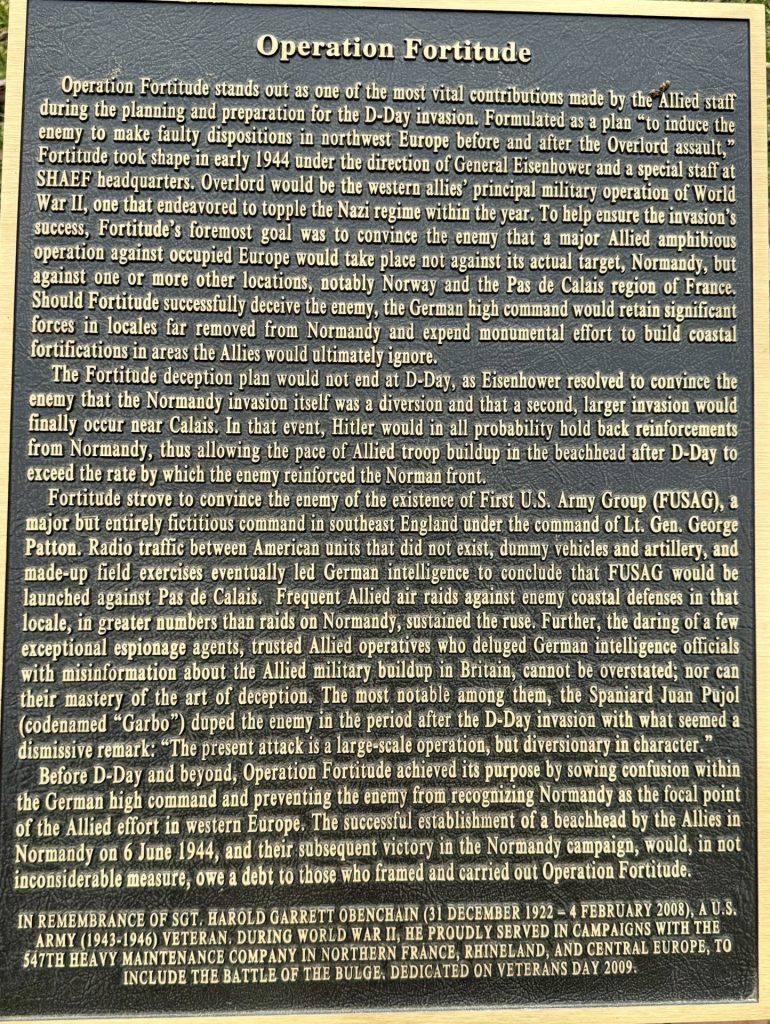 Operation Fortitude
Operation Fortitude stands out as one of the most vital contributions made by the Allied staff
during the planning and preparation for the D-Day invasion. Formulated as a plan “to induce the
enemy to make faulty dispositions in northwest Europe before and after the Overlord assault,”
Fortitude took shape in early 1944 under the direction of General Eisenhower and a special staff at
SHAEF headquarters. Overlord would be the western allies’ principal military operation of World
War II, one that endeavored to topple the Nazi regime within the year. To help ensure the invasion’s
success, Fortitude’s foremost goal was to convince the enemy that a major Allied amphibious
operation against occupied Europe would take place not against its actual target, Normandy, but
against one or more other locations, notably Norway and the Pas de Calais region of France.
Should Fortitude successfully deceive the enemy, the German high command would retain significant
forces in locales far removed from Normandy and expend monumental effort to build coastal
fortifications in areas the Allies would ultimately ignore.
The Fortitude deception plan would not end at D-Day, as Eisenhower resolved to convince the
enemy that the Normandy invasion itself was a diversion and that a second, larger invasion would
finally occur near Calais. In that event, Hitler would in all probability hold back reinforcements
from Normandy, thus allowing the pace of Allied troop buildup in the beachhead after D-Day to
exceed the rate by which the enemy reinforced the Norman front.
Fortitude strove to convince the enemy of the existence of First U.S. Army Group (FUSAG), a
major but entirely fictitious command in southeast England under the command of Lt. Gen. George
Patton. Radio traffic between American units that did not exist, dummy vehicles and artillery, and
made-up field exercises eventually led German intelligence to conclude that FUSAG would be
launched against Pas de Calais. Frequent Allied air raids against enemy coastal defenses in that
locale, in greater numbers than raids on Normandy, sustained the ruse. Further, the daring of a few
exceptional espionage agents, trusted Allied operatives who deluged German intelligence officials
with misinformation about the Allied military buildup in Britain, cannot be overstated; nor can
their mastery of the art of deception. The most notable among them, the Spaniard Juan Pujol
(codenamed “Garbo”) duped the enemy in the period after the D-Day invasion with what seemed a
dismissive remark: “The present attack is a large-scale operation, but diversionary in character.”
Before D-Day and beyond, Operation Fortitude achieved its purpose by sowing confusion within
the German high command and preventing the enemy from recognizing Normandy as the focal point
of the Allied effort in western Europe. The successful establishment of a beachhead by the Allies in
Normandy on 6 June 1944, and their subsequent victory in the Normandy campaign, would, in not
inconsiderable measure, owe a debt to those who framed and carried out Operation Fortitude.
IN REMEMBRANCE OF SGT. HAROLD GARRETT OBENCHAIN (31 DECEMBER 1922 – 4 FEBRUARY 2008), A U.S.
ARMY (1943-1946) VETERAN. DURING WORLD WAR II, HE PROUDLY SERVED IN CAMPAIGNS WITH THE
547TH HEAVY MAINTENANCE COMPANY IN NORTHERN FRANCE, RHINELAND, AND CENTRAL EUROPE, TO
INCLUDE THE BATTLE OF THE BULGE, DEDICATED ON VETERANS DAY 2009.